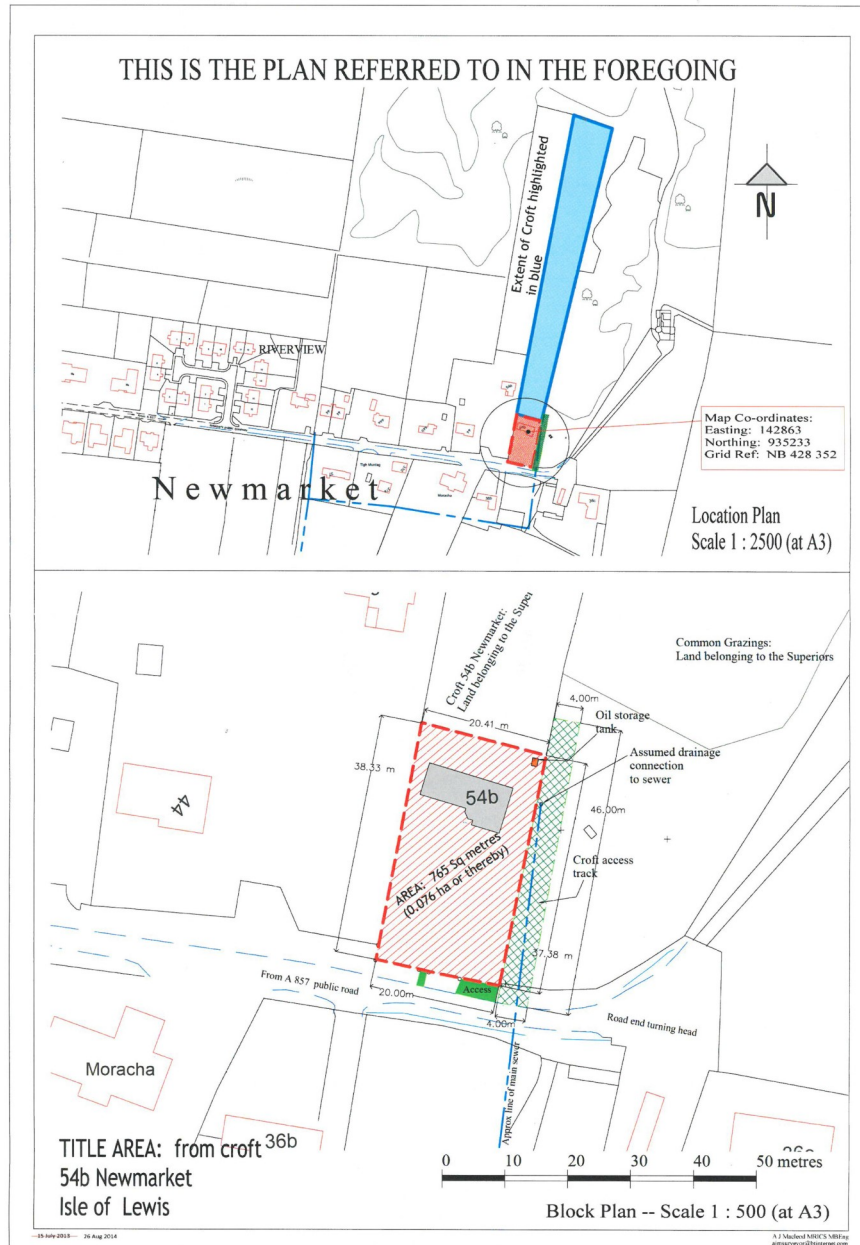 THIS IS THE PLAN REFERRED TO IN THE FOREGOING
Extent of Croft highlighted
in blue
N
RIVERVIEW
Map Co-ordinates:
Easting: 142863
Northing: 935233
Grid Ref: NB 428 352
Newmarket
Moracha
Location Plan
Scale 1 : 2500 (at A3)
Croft 54b Newmarket:
Land belonging to the Super
Common Grazings:
Land belonging to the Superiors
4.00m
Oil storage
tank
20.41 m
Assumed drainage
connection
to sewer
38.33 m
54b
44
46.00m
AREA: 765 Sq metres
(0.076 ha or thereby)
Croft access
track
37.38 m
From A 857 public road
20.00m
Access
4.00m
Road end turning head
Approx line of main sewer
Moracha
36b
TITLE AREA: from croft
54b Newmarket
Isle of Lewis
0 10 20 30 40 50 metres
Block Plan -- Scale 1 : 500 (at A3)
15 July 2013 26 Aug 2014
A J Macleod MRICS MBEng